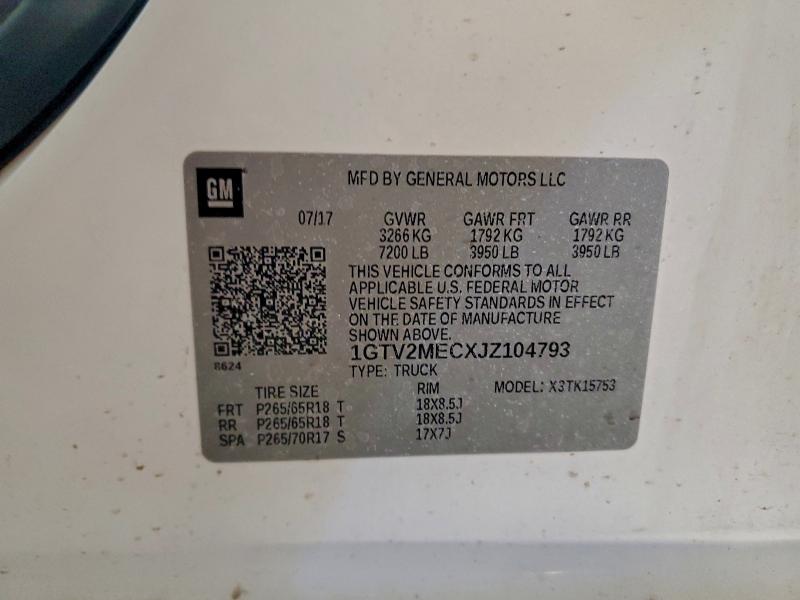 GM
MFD BY GENERAL MOTORS LLC
07/17 GVWR GAWR FRT GAWR RR
3266 KG 1792 KG 1792 KG
7200 LB 3950 LB 3950 LB
THIS VEHICLE CONFORMS TO ALL
APPLICABLE U.S. FEDERAL MOTOR
VEHICLE SAFETY STANDARDS IN EFFECT
ON THE DATE OF MANUFACTURE
SHOWN ABOVE.
1GTV2MECXJZ104793
8624
TYPE: TRUCK
TIRE SIZE RIM MODEL: X3TK15753
FRT P265/65R18 T 18X8.5J
RR P265/65R18 T 18X8.5J
SPA P265/70R17 S 17X7J